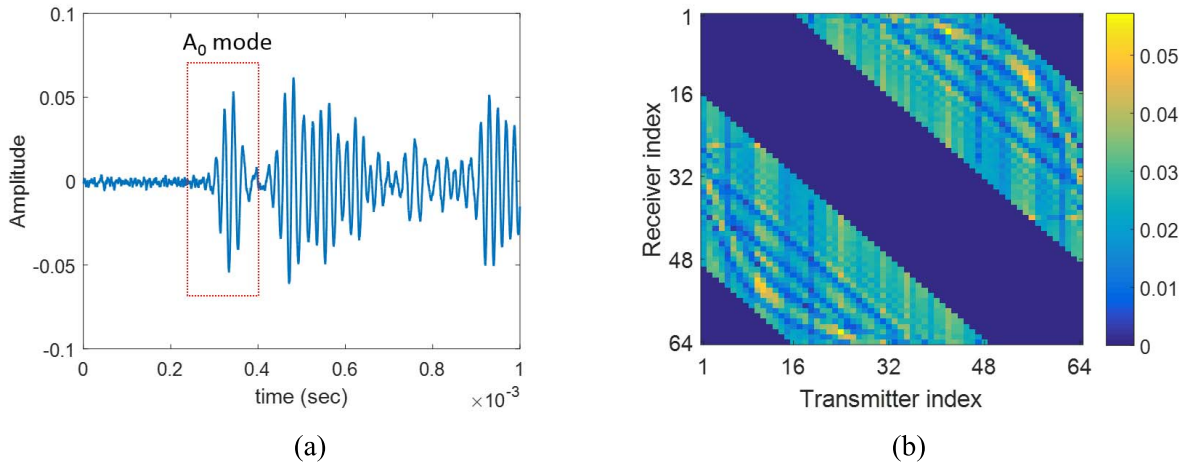 0.1
0.05
0
-0.05
-0.1
Amplitude
A₀ mode
0 0.2 0.4 0.6 0.8 1
time (sec)
×10⁻³
(a)
1
16
32
48
64
Receiver index
1 16 32 48 64
Transmitter index
0.05
0.04
0.03
0.02
0.01
0
(b)